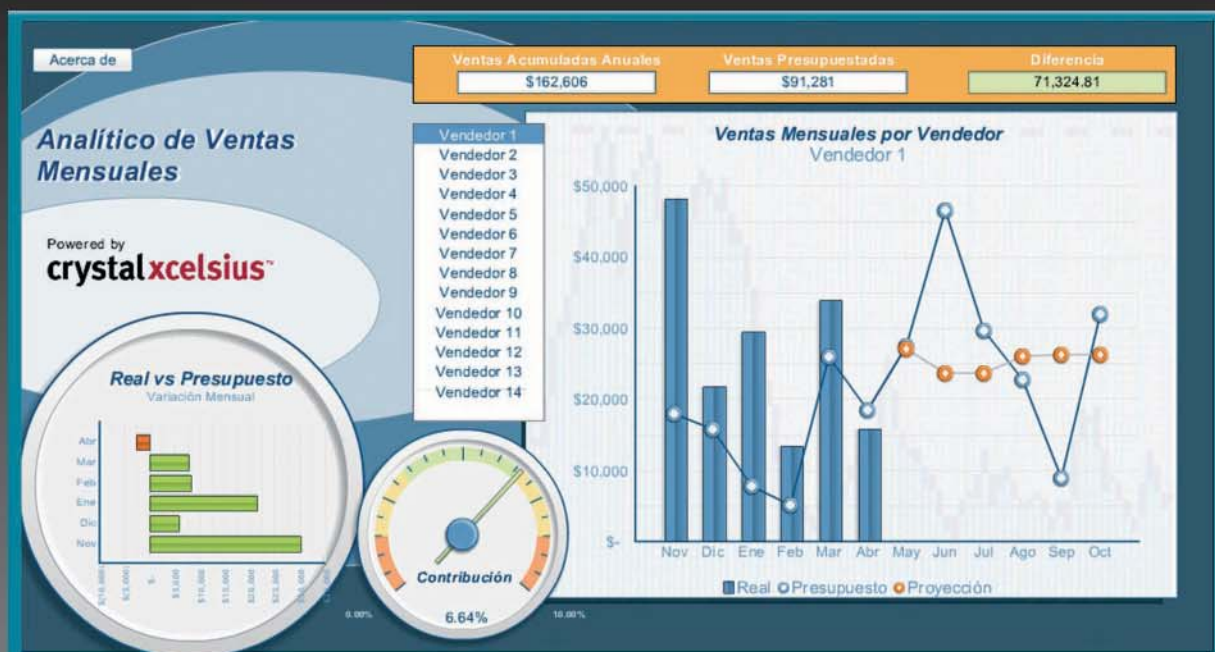 Acerca de
Ventas Acumuladas Anuales
$162,606
Ventas Presupuestadas
$91,281
Diferencia
71,324.81
Analítico de Ventas
Mensuales
Powered by
crystalxcelsius™
Vendedor 1
Vendedor 2
Vendedor 3
Vendedor 4
Vendedor 5
Vendedor 6
Vendedor 7
Vendedor 8
Vendedor 9
Vendedor 10
Vendedor 11
Vendedor 12
Vendedor 13
Vendedor 14
Ventas Mensuales por Vendedor
Vendedor 1
$50,000
$40,000
$30,000
$20,000
$10,000
$-
Nov Dic Ene Feb Mar Abr May Jun Jul Ago Sep Oct
Real Presupuesto Proyección
Real vs Presupuesto
Variación Mensual
Abr
Mar
Feb
Ene
Dic
Nov
Contribución
0.00%
6.64%
10.00%